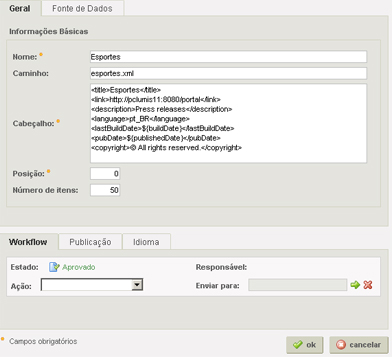 Geral Fonte de Dados
Informações Básicas
Nome: * Esportes
Caminho: esportes.xml
Cabeçalho: *
<title>Esportes</title>
<link>http://pclumis11:8080/portal</link>
<description>Press releases</description>
<language>pt_BR</language>
<lastBuildDate>${buildDate}</lastBuildDate>
<pubDate>${publishedDate}</pubDate>
<copyright>© All rights reserved.</copyright>
Posição: * 0
Número de itens: 50
Workflow Publicação Idioma
Estado: Aprovado Responsável:
Ação: Enviar para:
* Campos obrigatórios ok cancelar